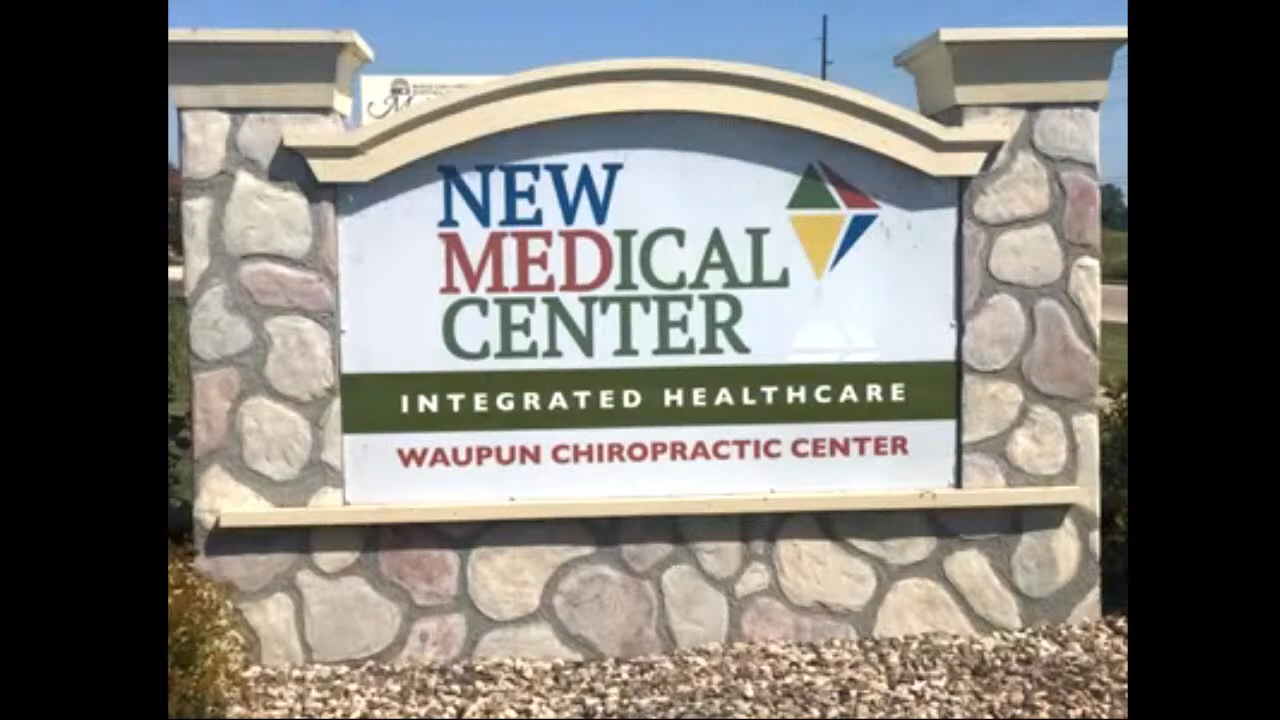 NEW
MEDICAL
CENTER
INTEGRATED HEALTHCARE
WAUPUN CHIROPRACTIC CENTER